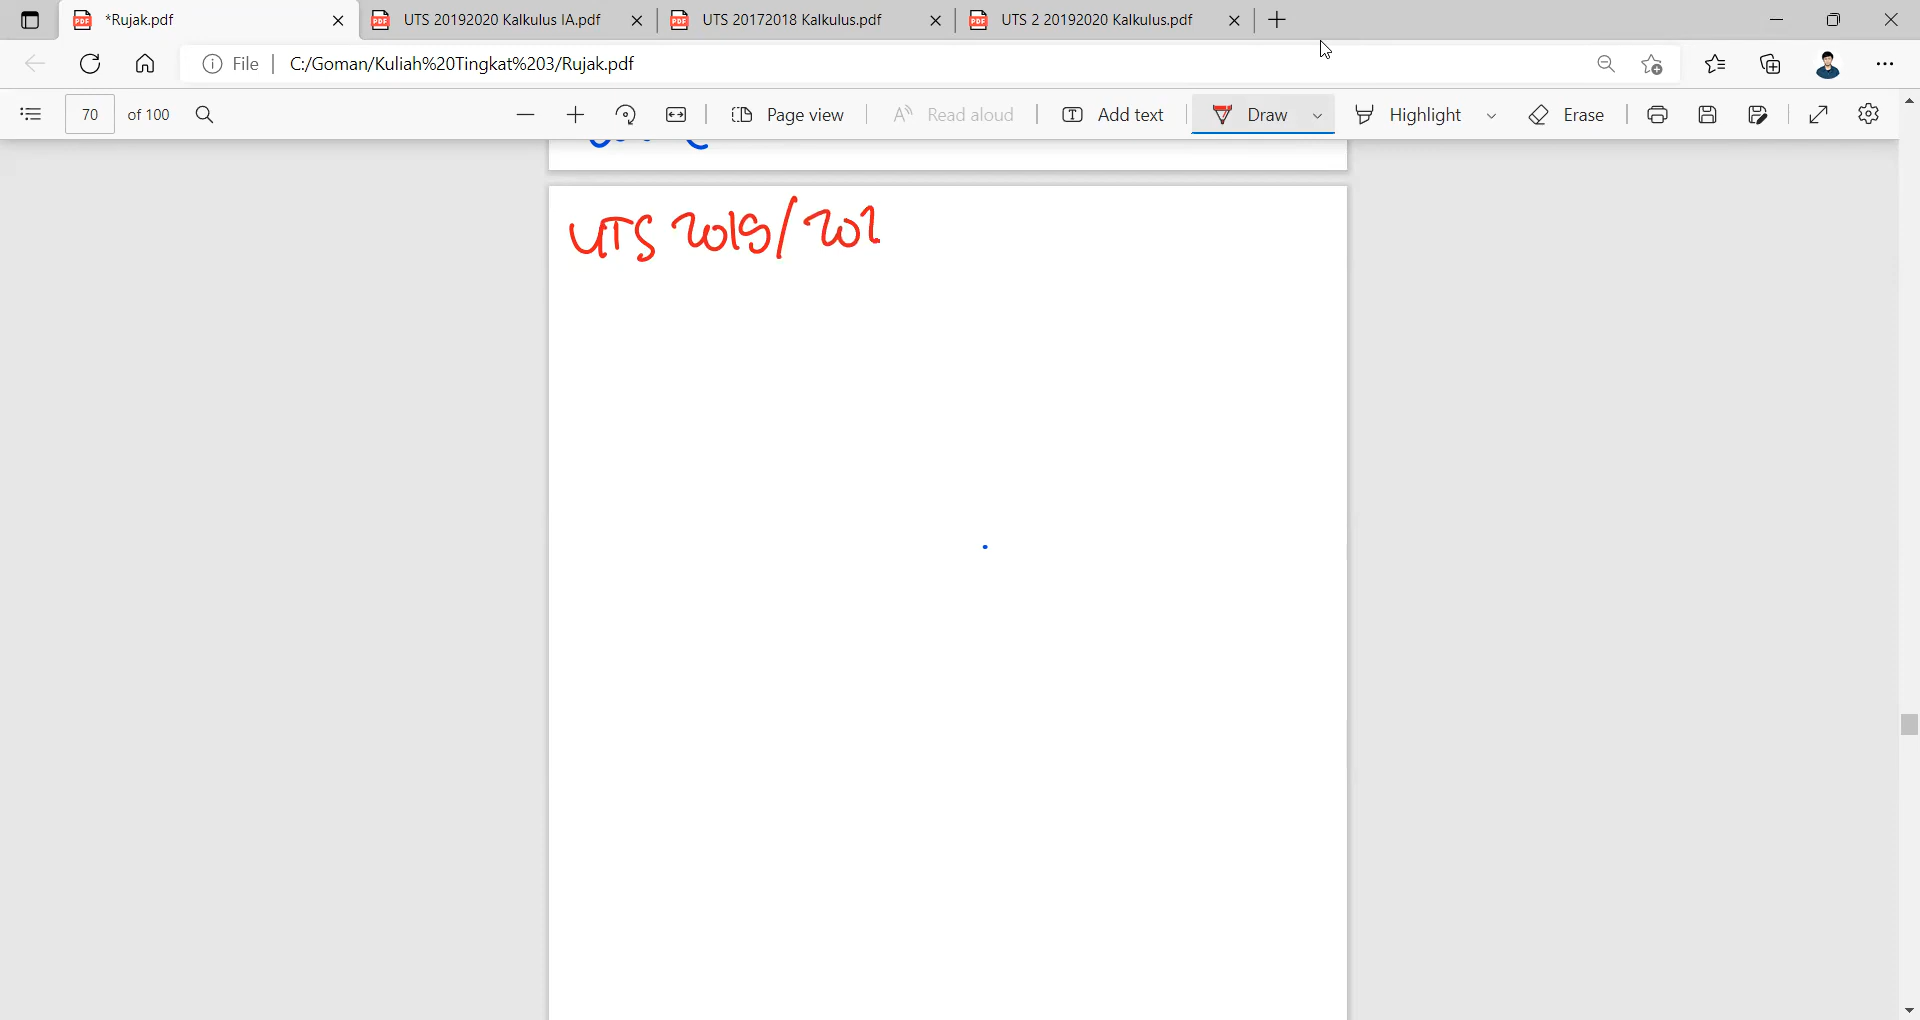 *Rujak.pdf
UTS 20192020 Kalkulus IA.pdf
UTS 20172018 Kalkulus.pdf
UTS 2 20192020 Kalkulus.pdf
File
C:/Goman/Kuliah%20Tingkat%203/Rujak.pdf
70 of 100
Page view
Read aloud
Add text
Draw
Highlight
Erase
UTS 2019/202